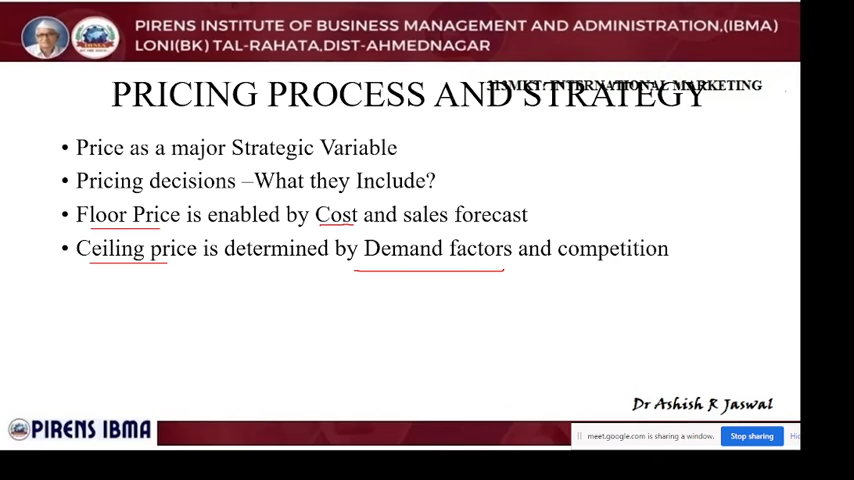 PIRENS INSTITUTE OF BUSINESS MANAGEMENT AND ADMINISTRATION,(IBMA)
LONI(BK) TAL-RAHATA,DIST-AHMEDNAGAR
315MKT: INTERNATIONAL MARKETING
PRICING PROCESS AND STRATEGY
• Price as a major Strategic Variable
• Pricing decisions –What they Include?
• Floor Price is enabled by Cost and sales forecast
• Ceiling price is determined by Demand factors and competition
Dr Ashish R Jaswal
PIRENS IBMA
meet.google.com is sharing a window. Stop sharing